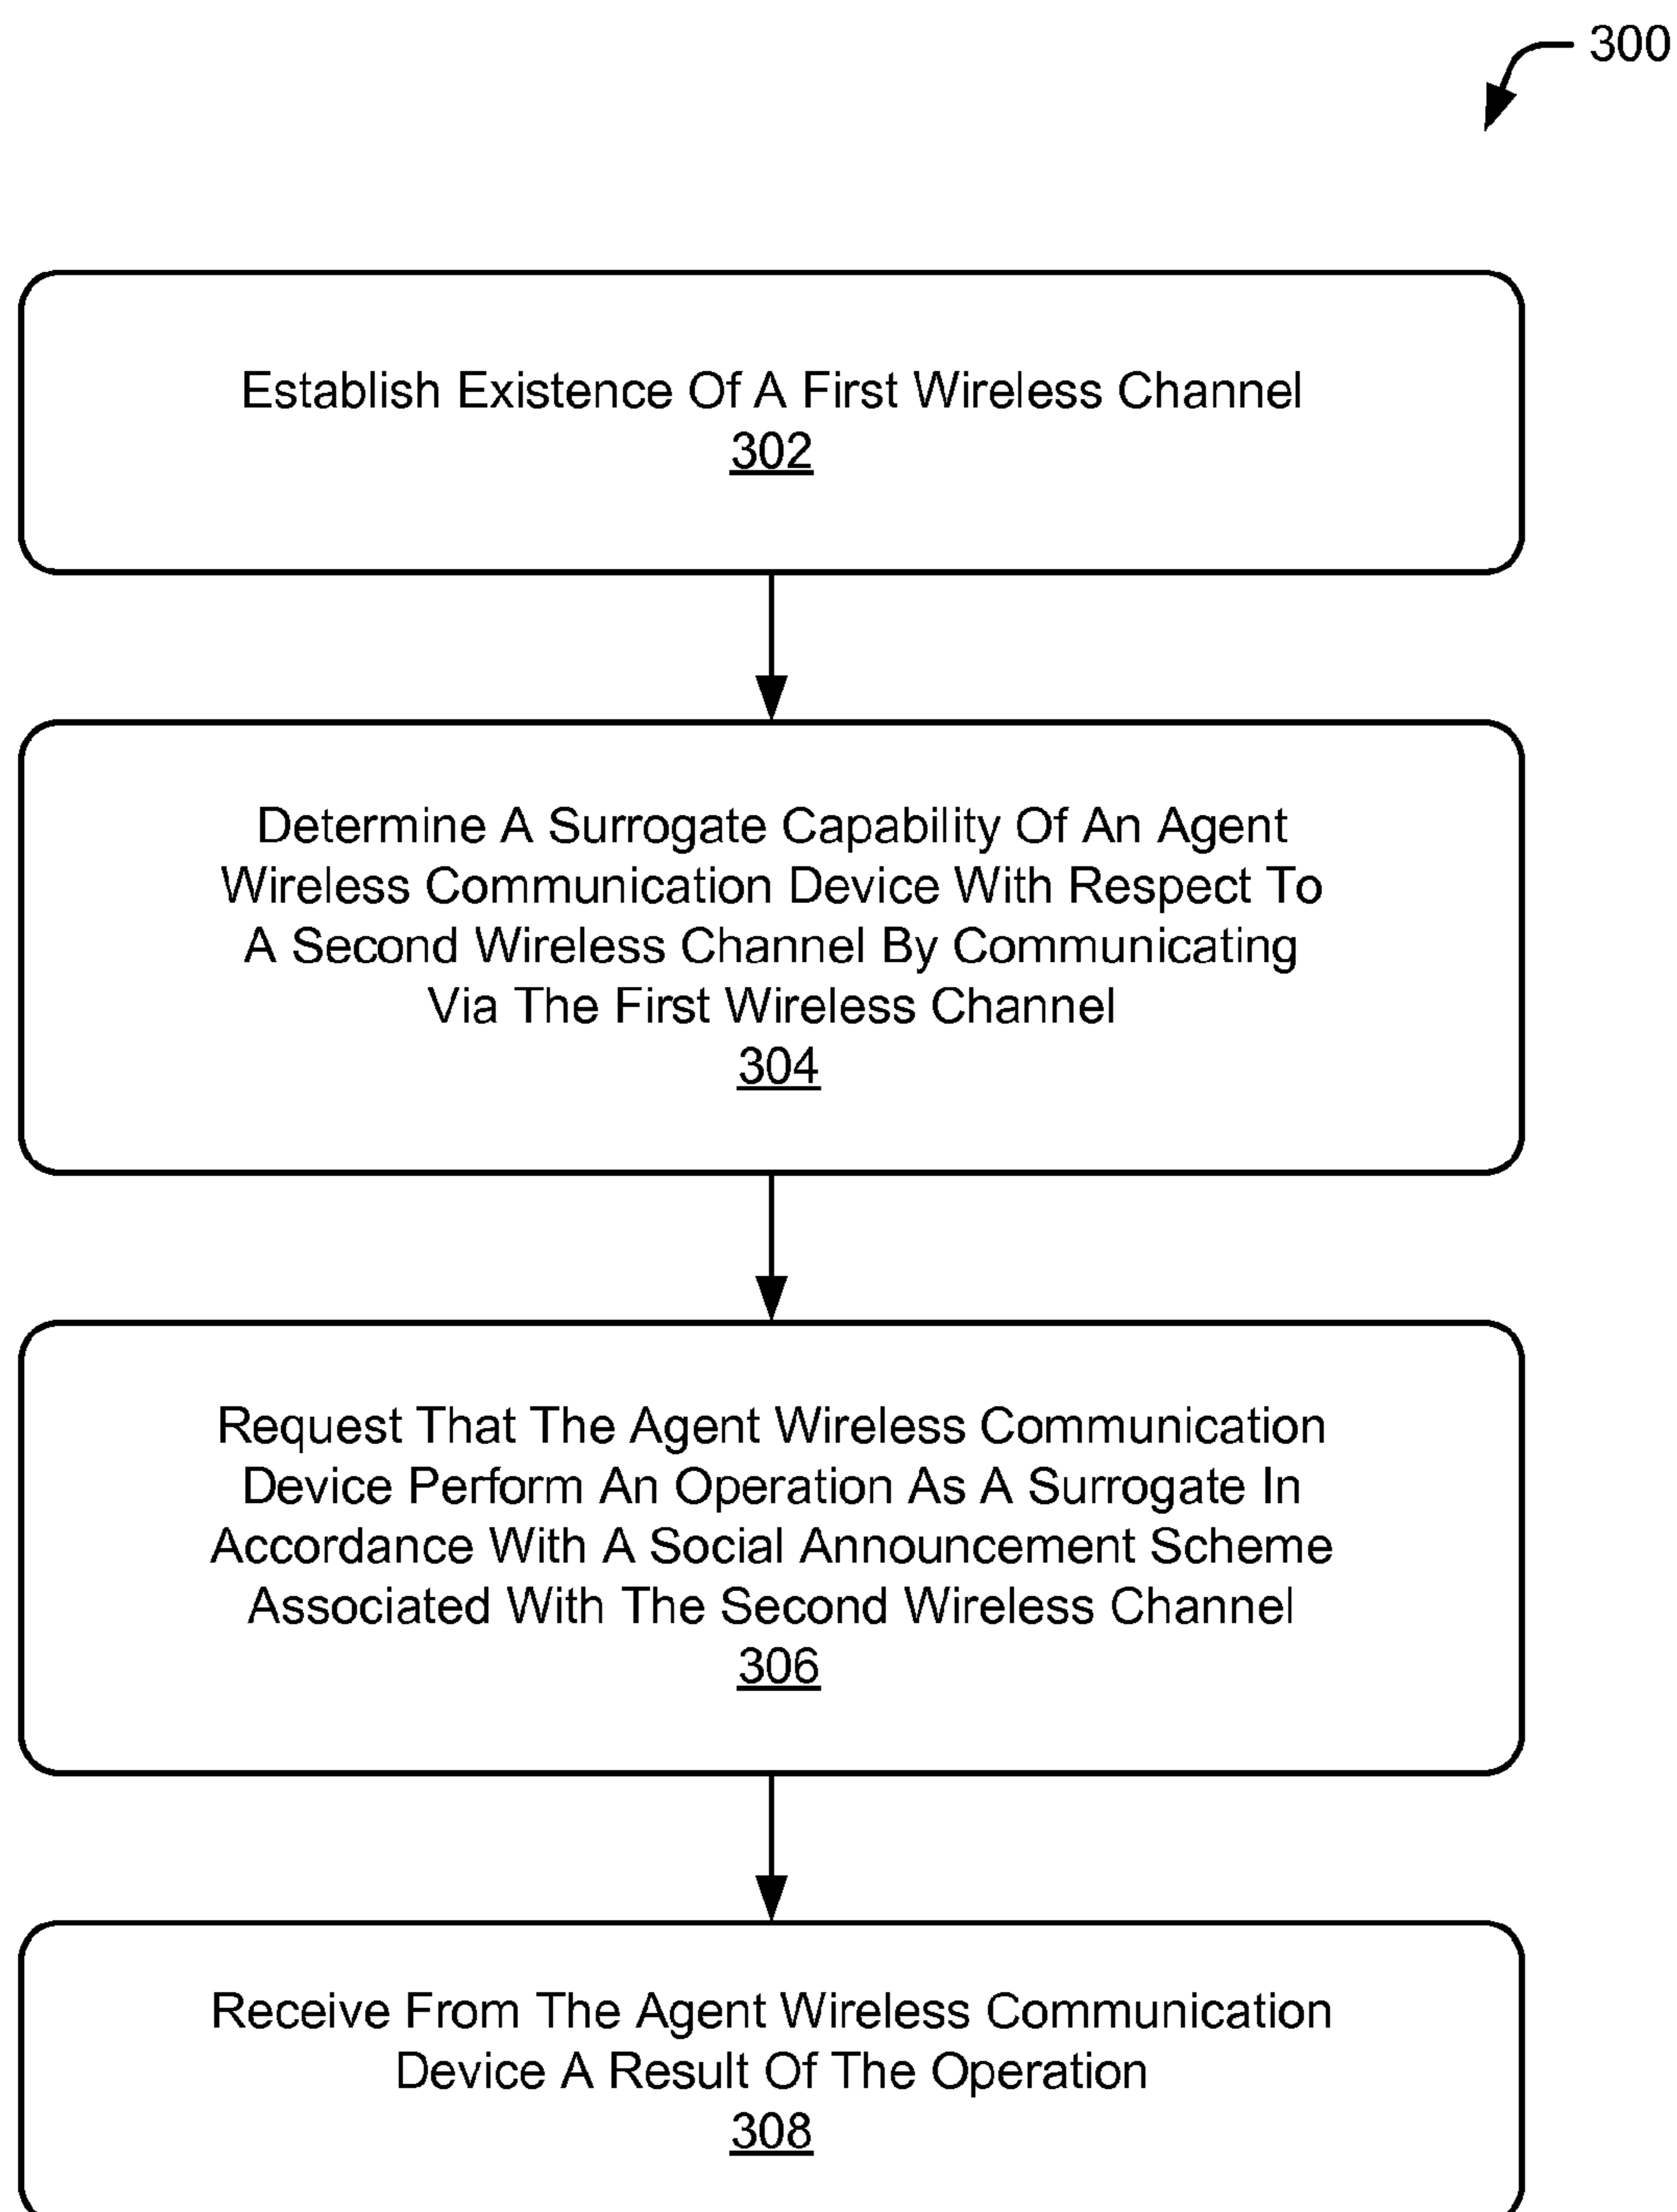 300
Establish Existence Of A First Wireless Channel
302
Determine A Surrogate Capability Of An Agent
Wireless Communication Device With Respect To
A Second Wireless Channel By Communicating
Via The First Wireless Channel
304
Request That The Agent Wireless Communication
Device Perform An Operation As A Surrogate In
Accordance With A Social Announcement Scheme
Associated With The Second Wireless Channel
306
Receive From The Agent Wireless Communication
Device A Result Of The Operation
308